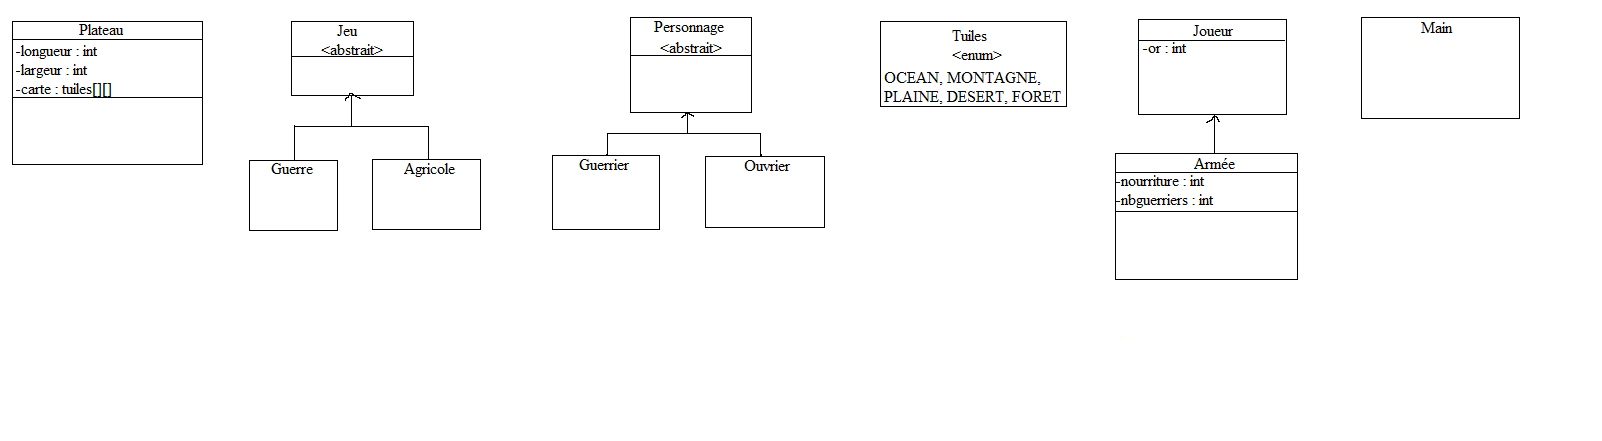 Plateau
-longueur : int
-largeur : int
-carte : tuiles[][]
Jeu
<abstrait>
Guerre
Agricole
Personnage
<abstrait>
Guerrier
Ouvrier
Tuiles
<enum>
OCEAN, MONTAGNE,
PLAINE, DESERT, FORET
Joueur
-or : int
Armée
-nourriture : int
-nbguerriers : int
Main